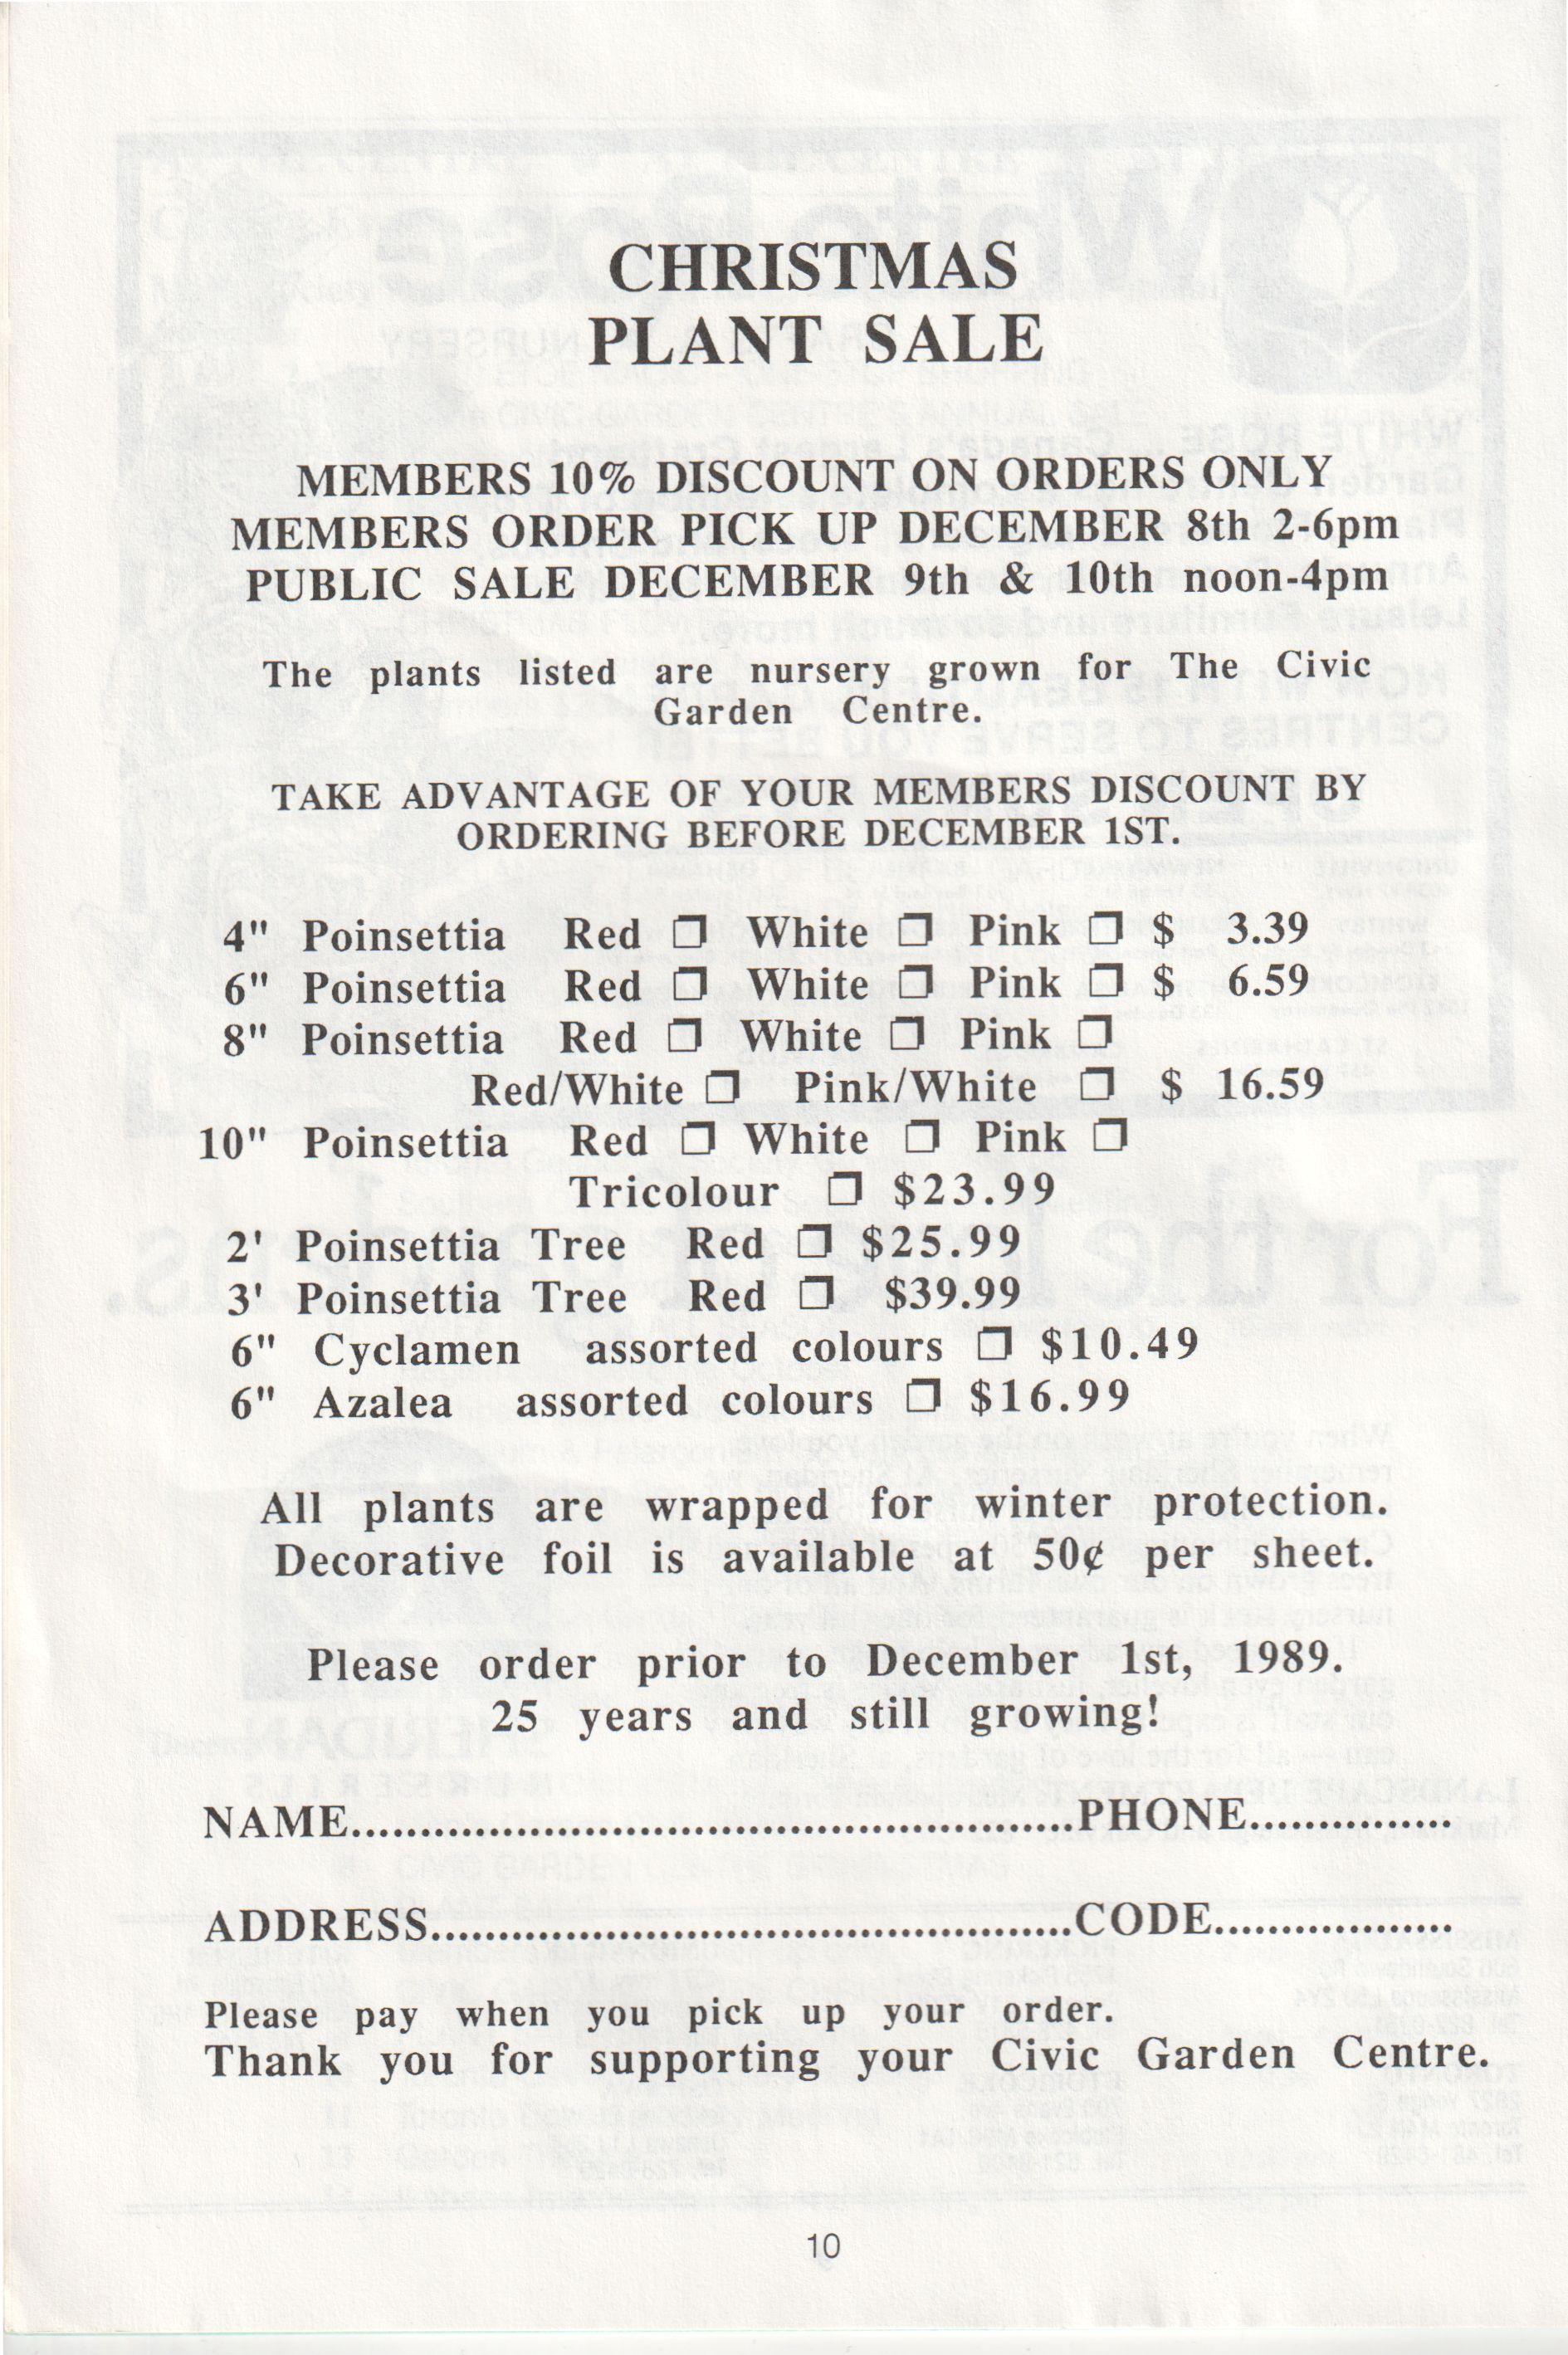 CHRISTMAS
PLANT SALE
MEMBERS 10% DISCOUNT ON ORDERS ONLY
MEMBERS ORDER PICK UP DECEMBER 8th 2-6pm
PUBLIC SALE DECEMBER 9th & 10th noon-4pm
The plants listed are nursery grown for The Civic
Garden Centre.
TAKE ADVANTAGE OF YOUR MEMBERS DISCOUNT BY
ORDERING BEFORE DECEMBER 1ST.
4" Poinsettia Red ❐ White ❐ Pink ❐ $ 3.39
6" Poinsettia Red ❐ White ❐ Pink ❐ $ 6.59
8" Poinsettia Red ❐ White ❐ Pink ❐
Red/White ❐ Pink/White ❐ $ 16.59
10" Poinsettia Red ❐ White ❐ Pink ❐
Tricolour ❐ $23.99
2' Poinsettia Tree Red ❐ $25.99
3' Poinsettia Tree Red ❐ $39.99
6" Cyclamen assorted colours ❐ $10.49
6" Azalea assorted colours ❐ $16.99
All plants are wrapped for winter protection.
Decorative foil is available at 50¢ per sheet.
Please order prior to December 1st, 1989.
25 years and still growing!
NAME.....................................................PHONE...............
ADDRESS................................................CODE..................
Please pay when you pick up your order.
Thank you for supporting your Civic Garden Centre.
10